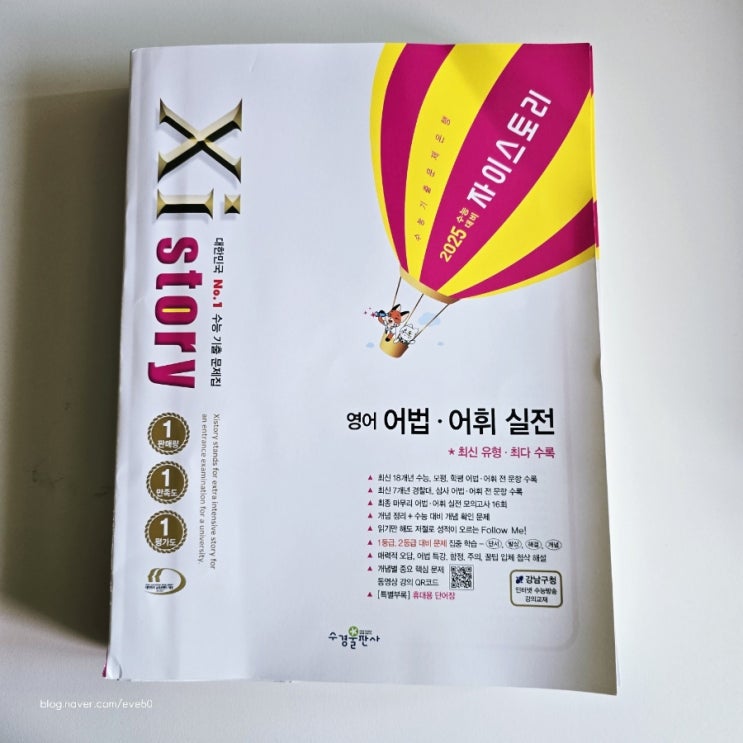 Xi story
대한민국 No.1 수능 기출 문제집
Xistory stands for extra intensive story for
an entrance examination for a university.
수능기출문제은행
2025 수능 대비
자이스토리
영어 어법·어휘 실전
★ 최신 유형·최다 수록
▲ 최신 18개년 수능, 모평, 학평 어법·어휘 전 문항 수록
▲ 최신 7개년 경찰대, 삼사 어법·어휘 전 문항 수록
▲ 최종 마무리 어법·어휘 실전 모의고사 16회
▲ 개념 정리 + 수능 대비 개념 확인 문제
▲ 읽기만 해도 저절로 성적이 오르는 Follow Me!
▲ 1등급, 2등급 대비 문제 집중 학습 – 단서, 발상, 해결, 개념
▲ 매력적 오답, 어법 특강, 함정, 주의, 꿀팁 입체 첨삭 해설
▲ 개념별 중요 핵심 문제
동영상 강의 QR코드
▲ [특별부록] 휴대용 단어장
1 판매량
1 만족도
1 평가도
강남구청
인터넷 수능방송
강의교재
수경출판사
blog.naver.com/eve60